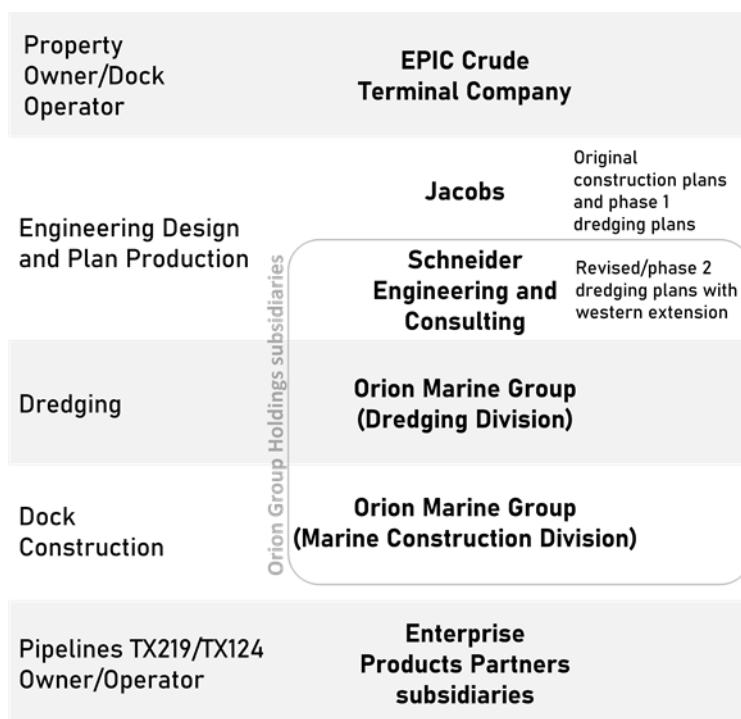 Property
Owner/Dock
Operator
EPIC Crude
Terminal Company
Engineering Design
and Plan Production
Jacobs
Original
construction plans
and phase 1
dredging plans
Schneider
Engineering and
Consulting
Revised/phase 2
dredging plans with
western extension
Orion Group Holdings subsidiaries
Dredging
Orion Marine Group
(Dredging Division)
Dock
Construction
Orion Marine Group
(Marine Construction Division)
Pipelines TX219/TX124
Owner/Operator
Enterprise
Products Partners
subsidiaries